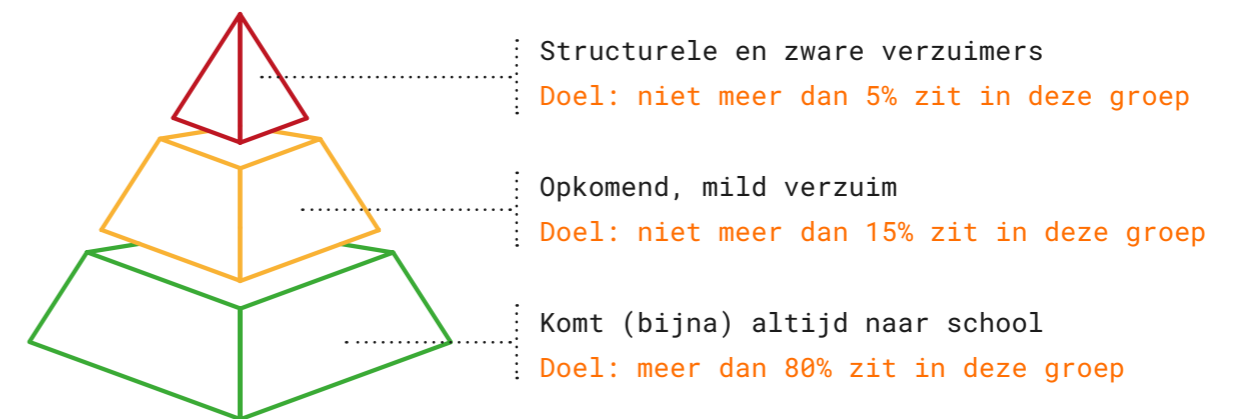 Structurele en zware verzuimers
Doel: niet meer dan 5% zit in deze groep
Opkomend, mild verzuim
Doel: niet meer dan 15% zit in deze groep
Komt (bijna) altijd naar school
Doel: meer dan 80% zit in deze groep